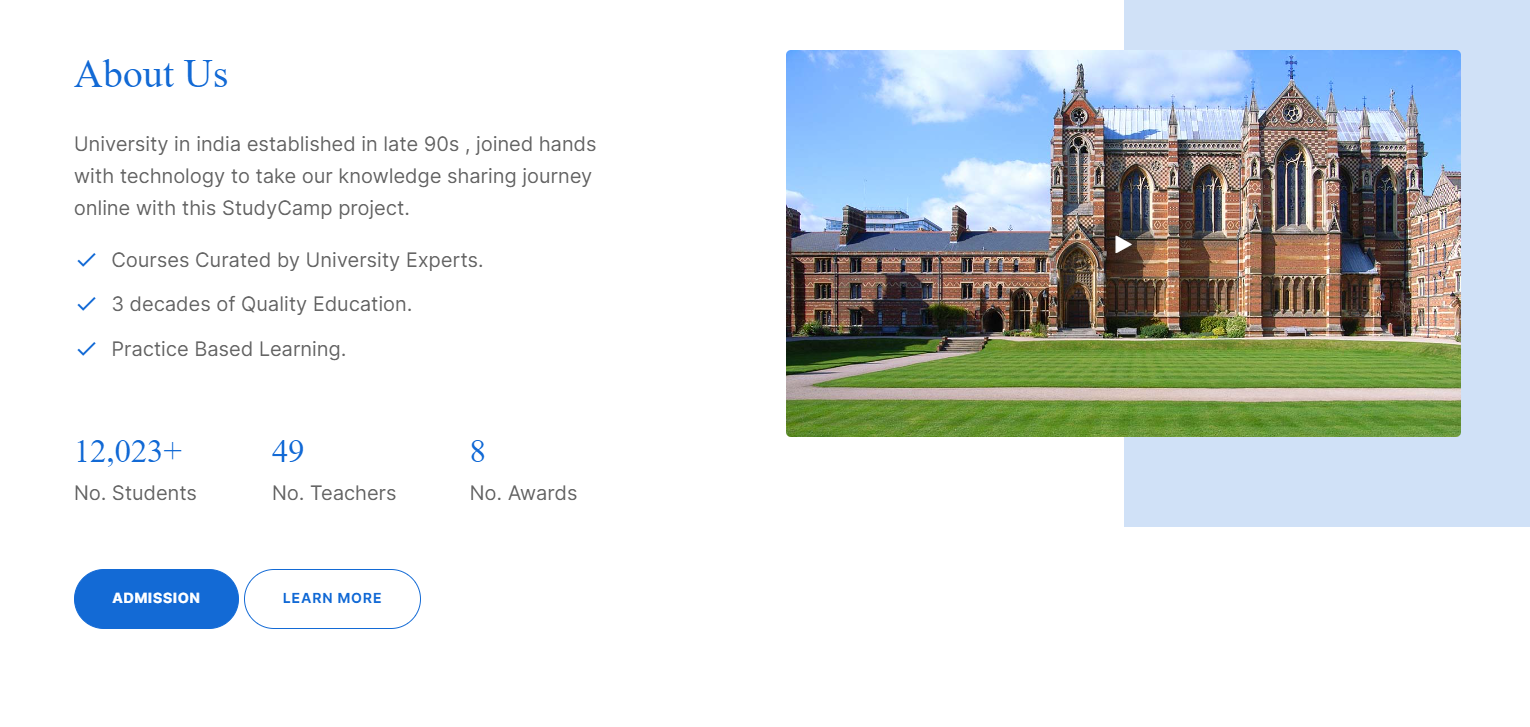 About Us
University in india established in late 90s , joined hands
with technology to take our knowledge sharing journey
online with this StudyCamp project.
Courses Curated by University Experts.
3 decades of Quality Education.
Practice Based Learning.
12,023+ 49 8
No. Students No. Teachers No. Awards
ADMISSION LEARN MORE